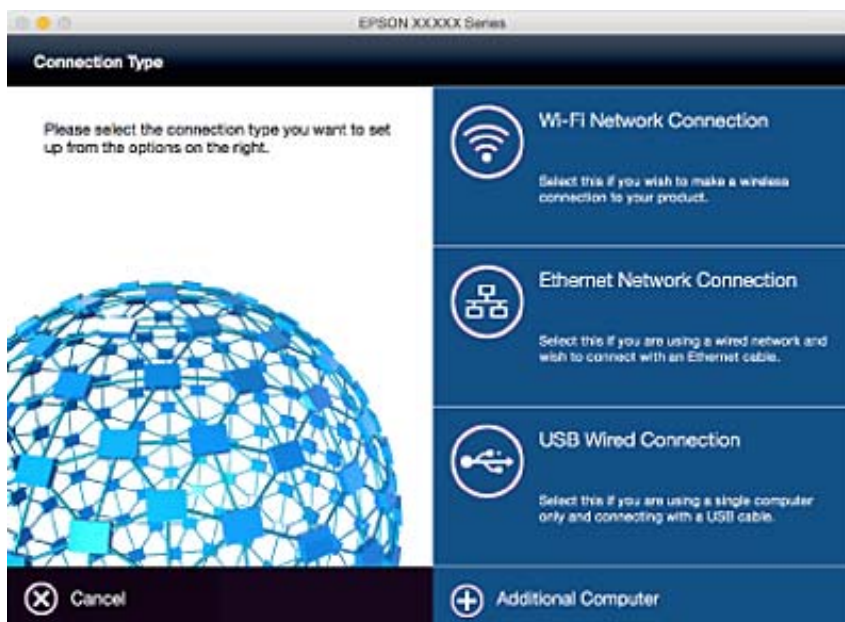 EPSON XXXXX Series
Connection Type
Please select the connection type you want to set
up from the options on the right.
Wi-Fi Network Connection
Select this if you wish to make a wireless
connection to your product.
Ethernet Network Connection
Select this if you are using a wired network and
wish to connect with an Ethernet cable.
USB Wired Connection
Select this if you are using a single computer
only and connecting with a USB cable.
Cancel
Additional Computer